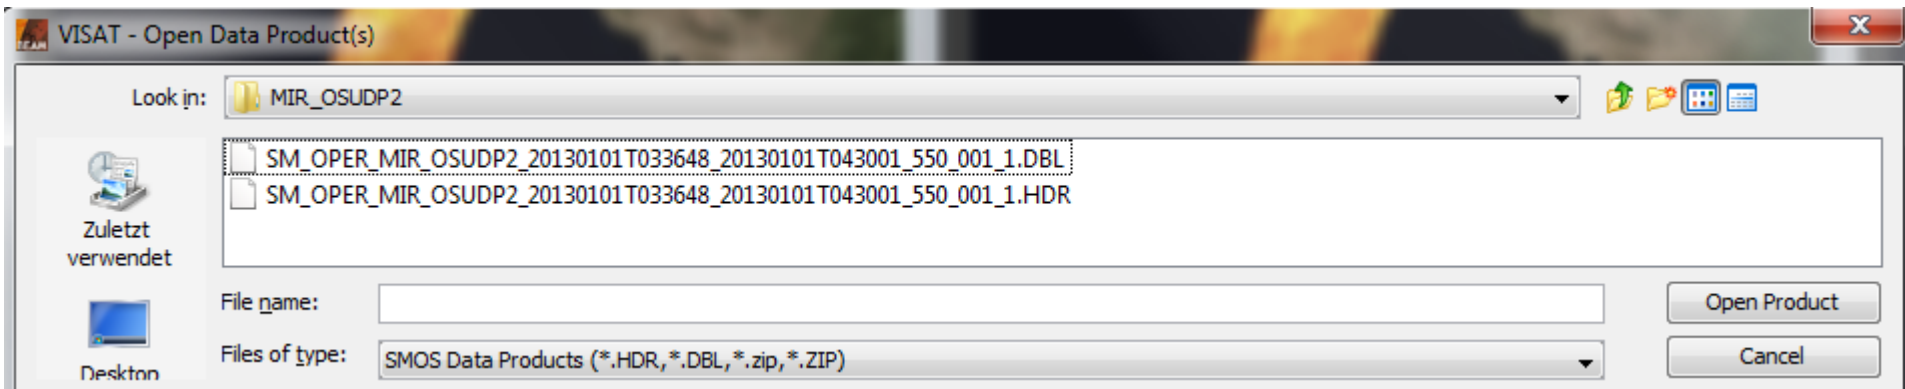 VISAT - Open Data Product(s)
Look in:
MIR_OSUDP2
SM_OPER_MIR_OSUDP2_20130101T033648_20130101T043001_550_001_1.DBL
SM_OPER_MIR_OSUDP2_20130101T033648_20130101T043001_550_001_1.HDR
Zuletzt
verwendet
Desktop
File name:
Open Product
Files of type:
SMOS Data Products (*.HDR,*.DBL,*.zip,*.ZIP)
Cancel